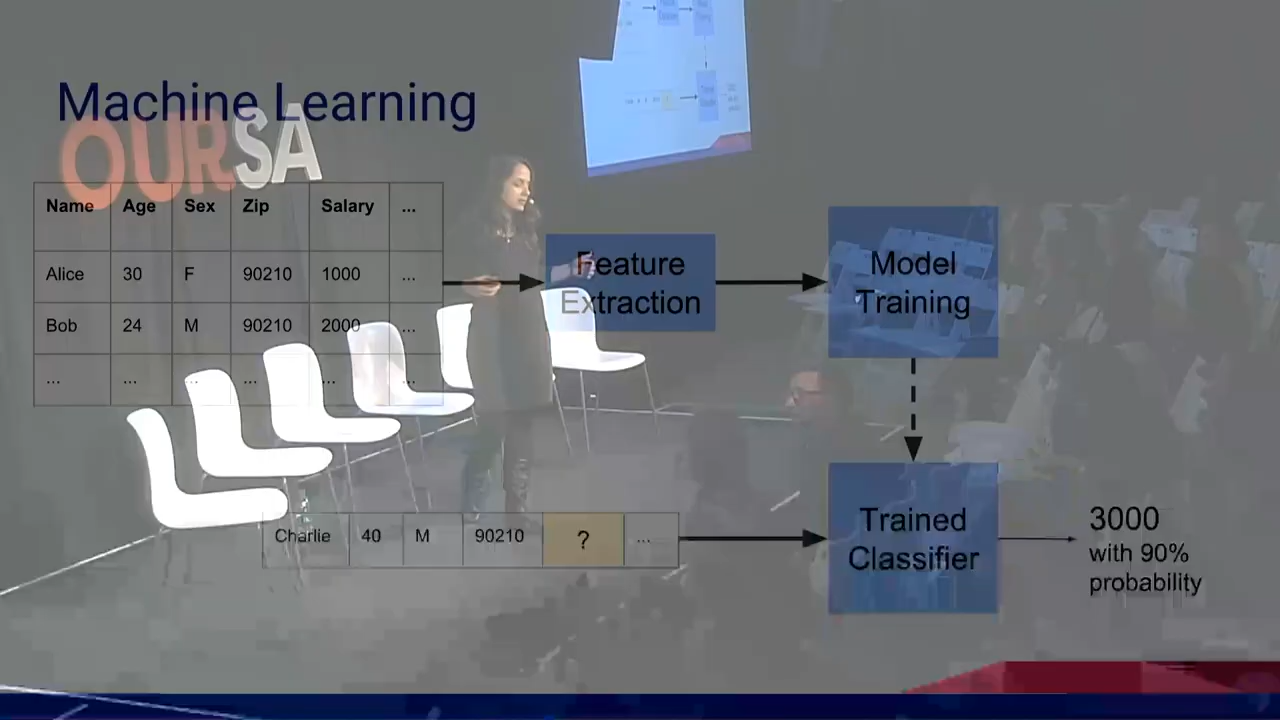 Machine Learning
OURSA
Name Age Sex Zip Salary ...
Alice 30 F 90210 1000 ...
Bob 24 M 90210 2000 ...
... ... ... ... ... ...
Feature
Extraction
Model
Training
Charlie 40 M 90210 ? ...
Trained
Classifier
3000
with 90%
probability